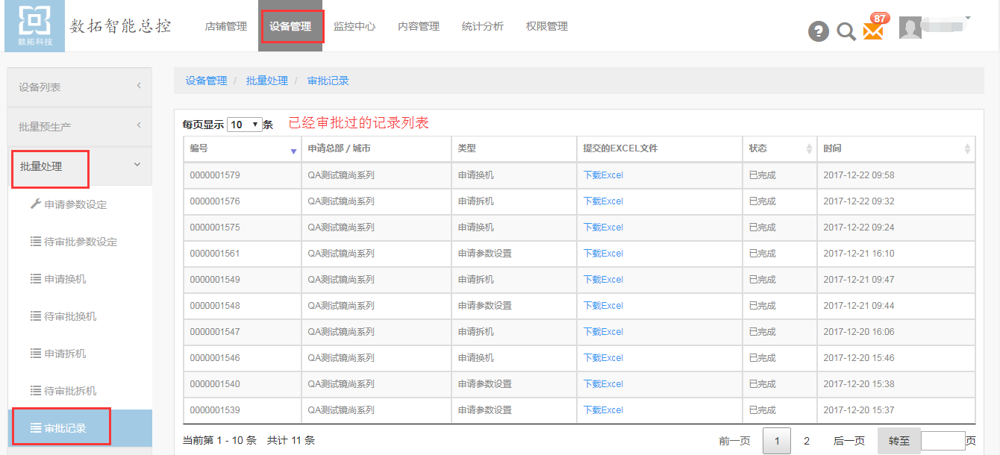 数拓科技
数拓智能总控
店铺管理 设备管理 监控中心 内容管理 统计分析 权限管理
? 87
设备列表
批量预生产
批量处理
申请参数设定
待审批参数设定
申请换机
待审批换机
申请拆机
待审批拆机
审批记录
设备管理 / 批量处理 / 审批记录
每页显示 10 条 已经审批过的记录列表
编号 申请总部 / 城市 类型 提交的EXCEL文件 状态 时间
0000001579 QA测试镜尚系列 申请换机 下载Excel 已完成 2017-12-22 09:58
0000001576 QA测试镜尚系列 申请拆机 下载Excel 已完成 2017-12-22 09:32
0000001575 QA测试镜尚系列 申请换机 下载Excel 已完成 2017-12-22 09:24
0000001561 QA测试镜尚系列 申请参数设置 下载Excel 已完成 2017-12-21 16:10
0000001549 QA测试镜尚系列 申请拆机 下载Excel 已完成 2017-12-21 09:47
0000001548 QA测试镜尚系列 申请参数设置 下载Excel 已完成 2017-12-21 09:44
0000001547 QA测试镜尚系列 申请拆机 下载Excel 已完成 2017-12-20 16:06
0000001546 QA测试镜尚系列 申请换机 下载Excel 已完成 2017-12-20 15:46
0000001540 QA测试镜尚系列 申请参数设置 下载Excel 已完成 2017-12-20 15:38
0000001539 QA测试镜尚系列 申请参数设置 下载Excel 已完成 2017-12-20 15:37
当前第 1 - 10 条 共计 11 条 前一页 1 2 后一页 转至 页